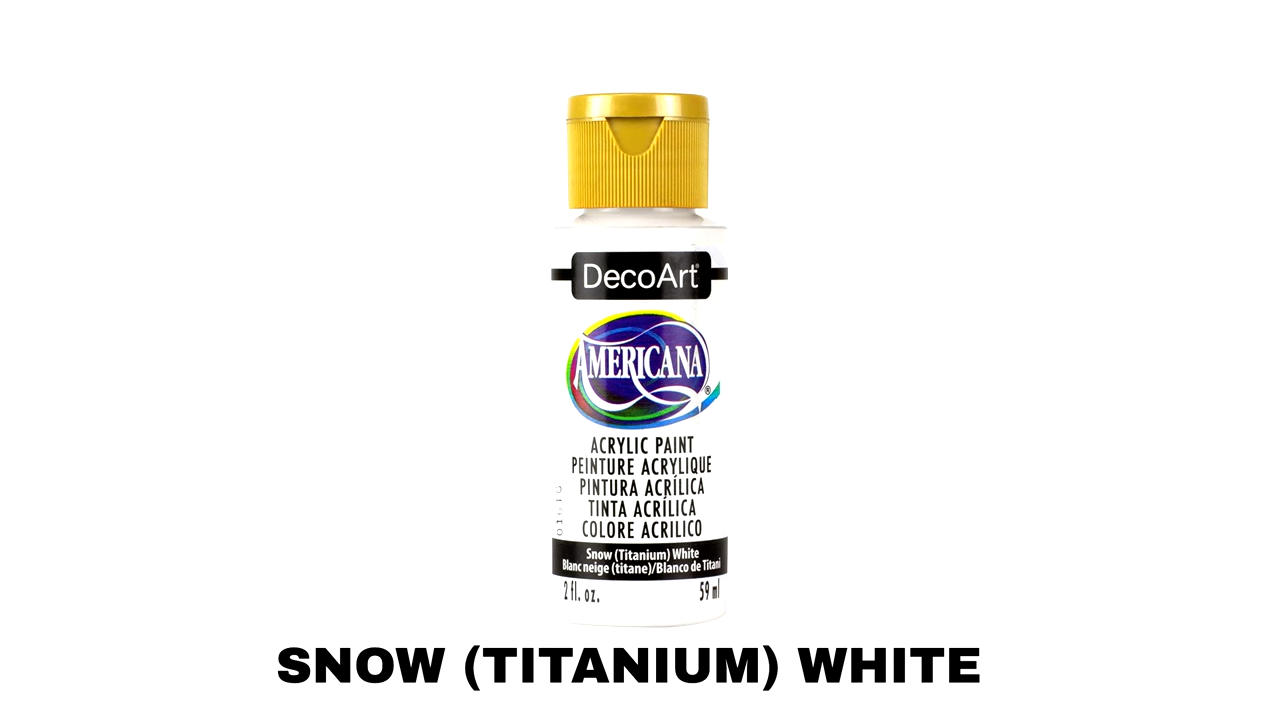 DecoArt®
AMERICANA®
ACRYLIC PAINT
PEINTURE ACRYLIQUE
PINTURA ACRÍLICA
TINTA ACRÍLICA
COLORE ACRILICO
Snow (Titanium) White
Blanc neige (titane)/Blanco de Titani
2 fl. oz. 59 ml
SNOW (TITANIUM) WHITE